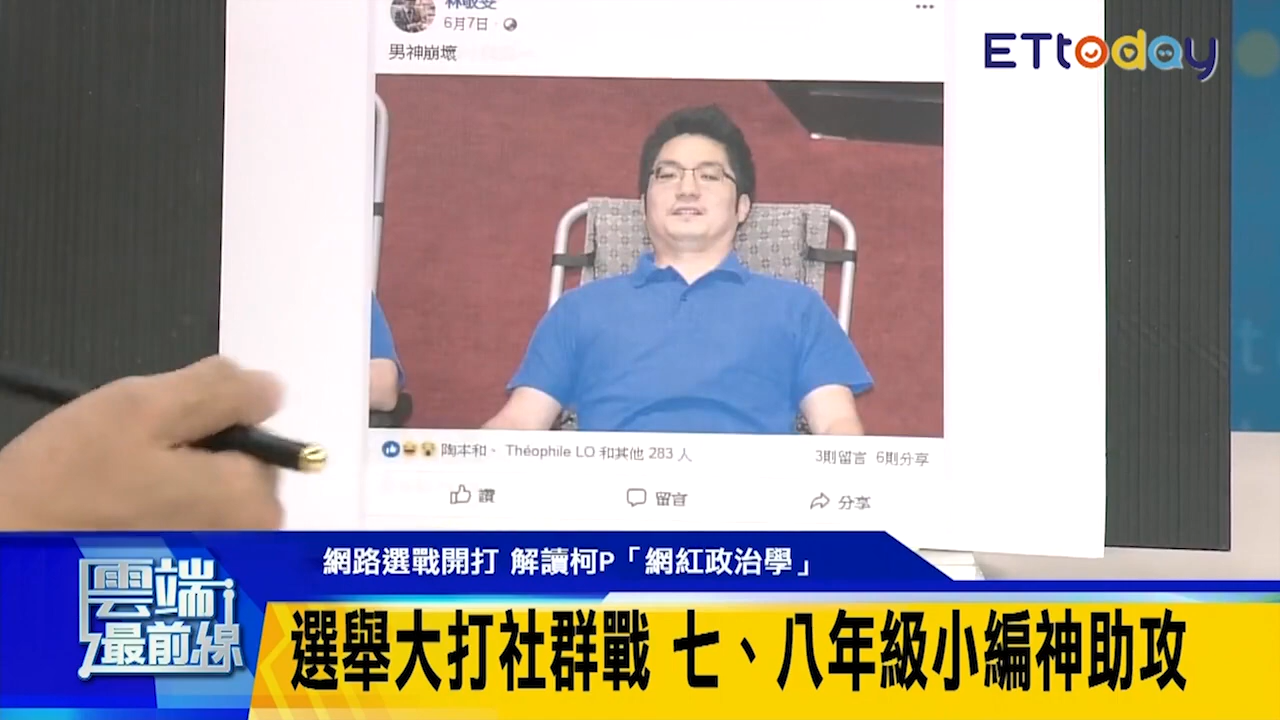 6月7日
男神崩壞
ETtoday
陶本和、 Théophile LO 和其他 283 人
3則留言 6則分享
讚
留言
分享
網路選戰開打 解讀柯P「網紅政治學」
雲端最前線
選舉大打社群戰 七、八年級小編神助攻